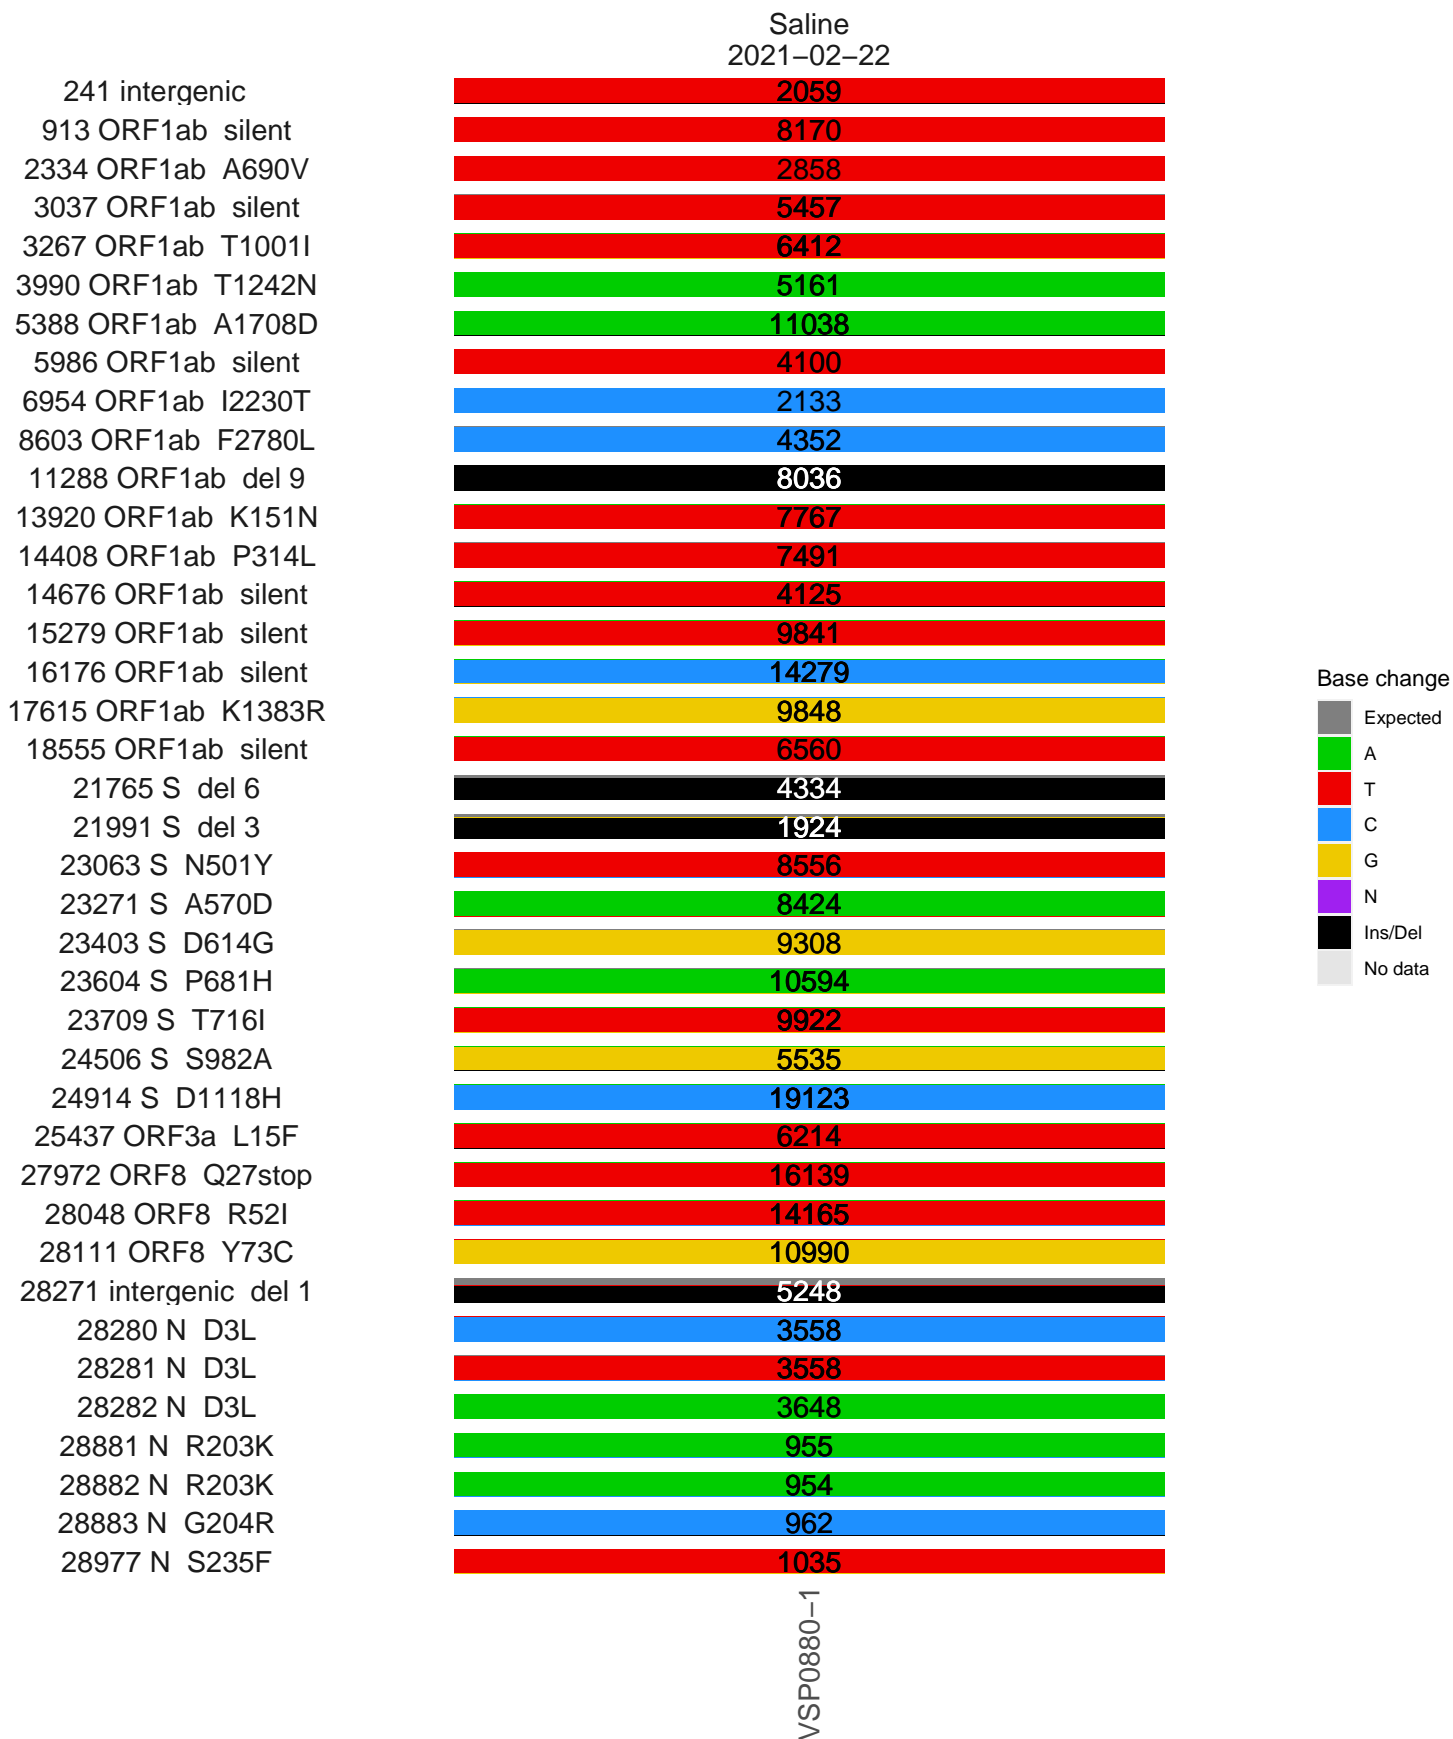 Saline
2021−02−22
241 intergenic 2059
913 ORF1ab silent 8170
2334 ORF1ab A690V 2858
3037 ORF1ab silent 5457
3267 ORF1ab T1001I 6412
3990 ORF1ab T1242N 5161
5388 ORF1ab A1708D 11038
5986 ORF1ab silent 4100
6954 ORF1ab I2230T 2133
8603 ORF1ab F2780L 4352
11288 ORF1ab del 9 8036
13920 ORF1ab K151N 7767
14408 ORF1ab P314L 7491
14676 ORF1ab silent 4125
15279 ORF1ab silent 9841
16176 ORF1ab silent 14279
17615 ORF1ab K1383R 9848
18555 ORF1ab silent 6560
21765 S del 6 4334
21991 S del 3 1924
23063 S N501Y 8556
23271 S A570D 8424
23403 S D614G 9308
23604 S P681H 10594
23709 S T716I 9922
24506 S S982A 5535
24914 S D1118H 19123
25437 ORF3a L15F 6214
27972 ORF8 Q27stop 16139
28048 ORF8 R52I 14165
28111 ORF8 Y73C 10990
28271 intergenic del 1 5248
28280 N D3L 3558
28281 N D3L 3558
28282 N D3L 3648
28881 N R203K 955
28882 N R203K 954
28883 N G204R 962
28977 N S235F 1035
VSP0880−1
Base change
Expected
A
T
C
G
N
Ins/Del
No data